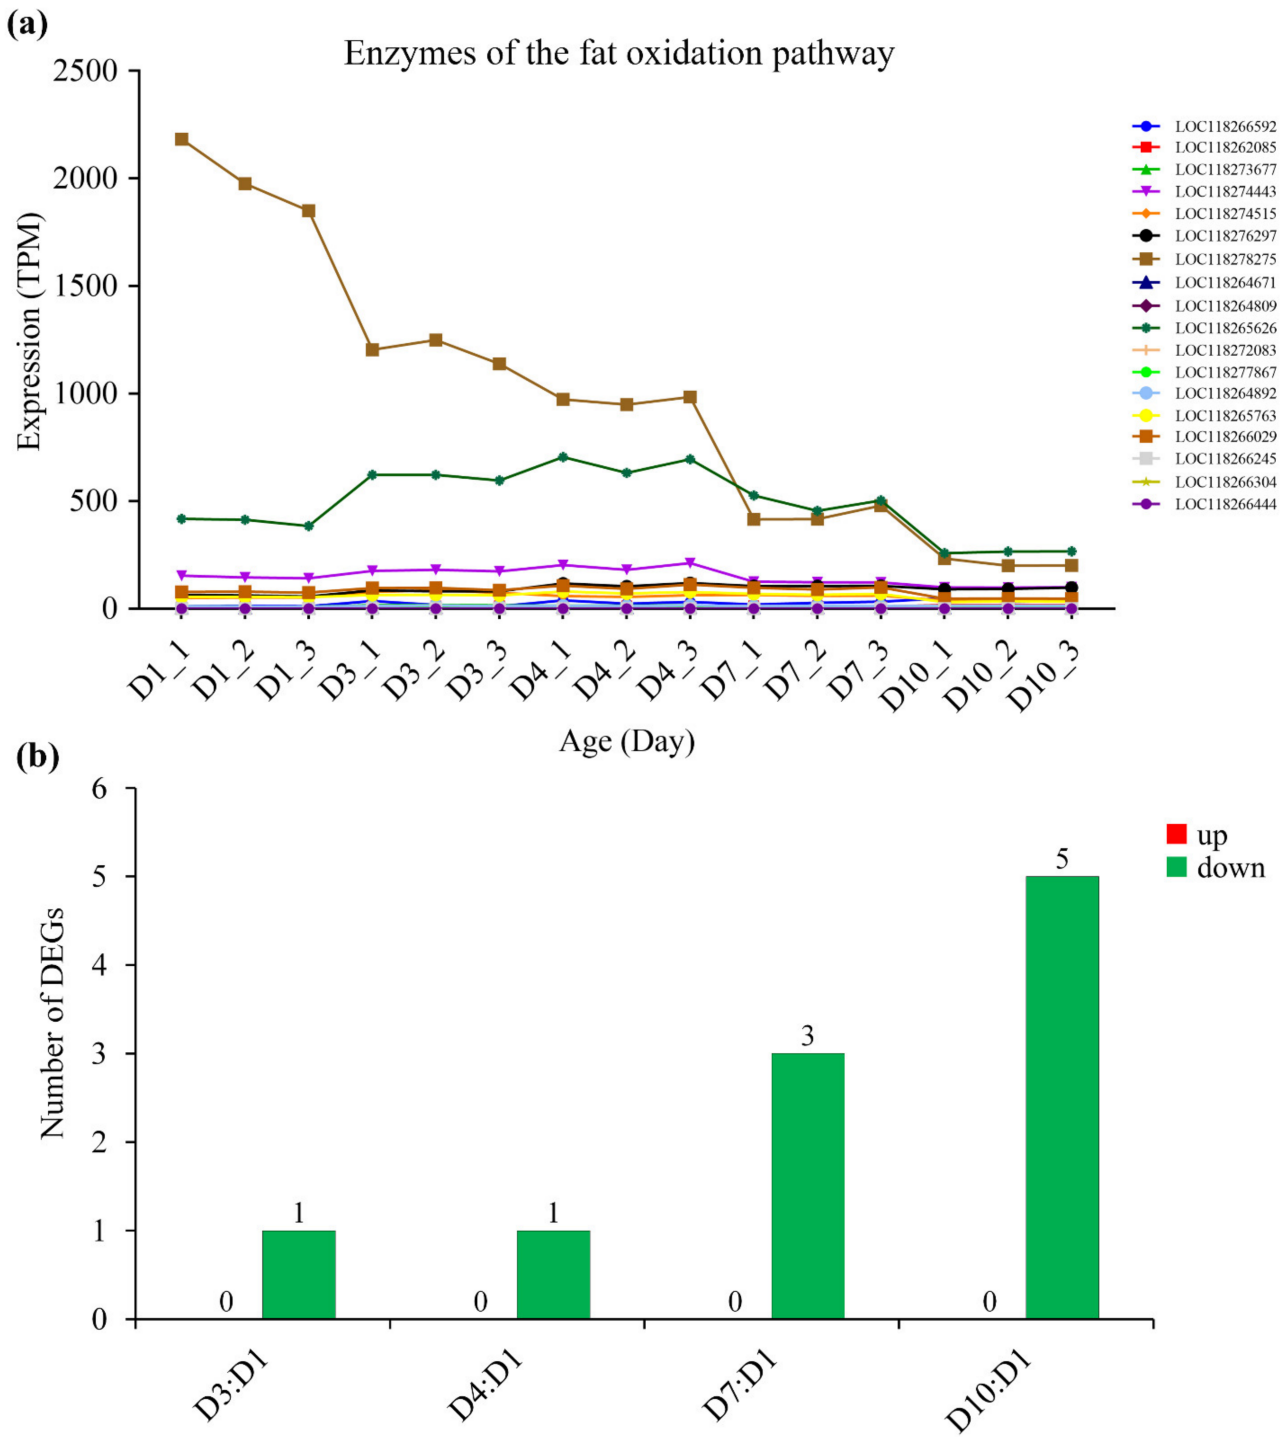 (a)
Enzymes of the fat oxidation pathway
2500
2000
1500
1000
500
0
Expression (TPM)
LOC118266592
LOC118262085
LOC118273677
LOC118274443
LOC118274515
LOC118276297
LOC118278275
LOC118264671
LOC118264809
LOC118265626
LOC118272083
LOC118277867
LOC118264892
LOC118265763
LOC118266029
LOC118266245
LOC118266304
LOC118266444
D1_1
D1_2
D1_3
D3_1
D3_2
D3_3
D4_1
D4_2
D4_3
D7_1
D7_2
D7_3
D10_1
D10_2
D10_3
Age (Day)
(b)
6
5
4
3
2
1
0
Number of DEGs
up
down
0
1
0
1
0
3
0
5
D3:D1
D4:D1
D7:D1
D10:D1